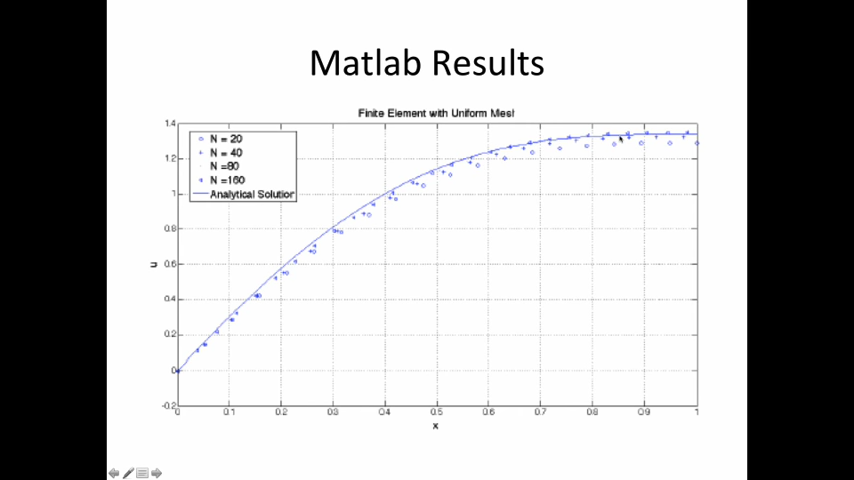 Matlab Results
Finite Element with Uniform Mesh
N = 20
N = 40
N =80
N =160
Analytical Solution
1.4
1.2
1
0.8
0.6
0.4
0.2
0
-0.2
u
0 0.1 0.2 0.3 0.4 0.5 0.6 0.7 0.8 0.9 1
x